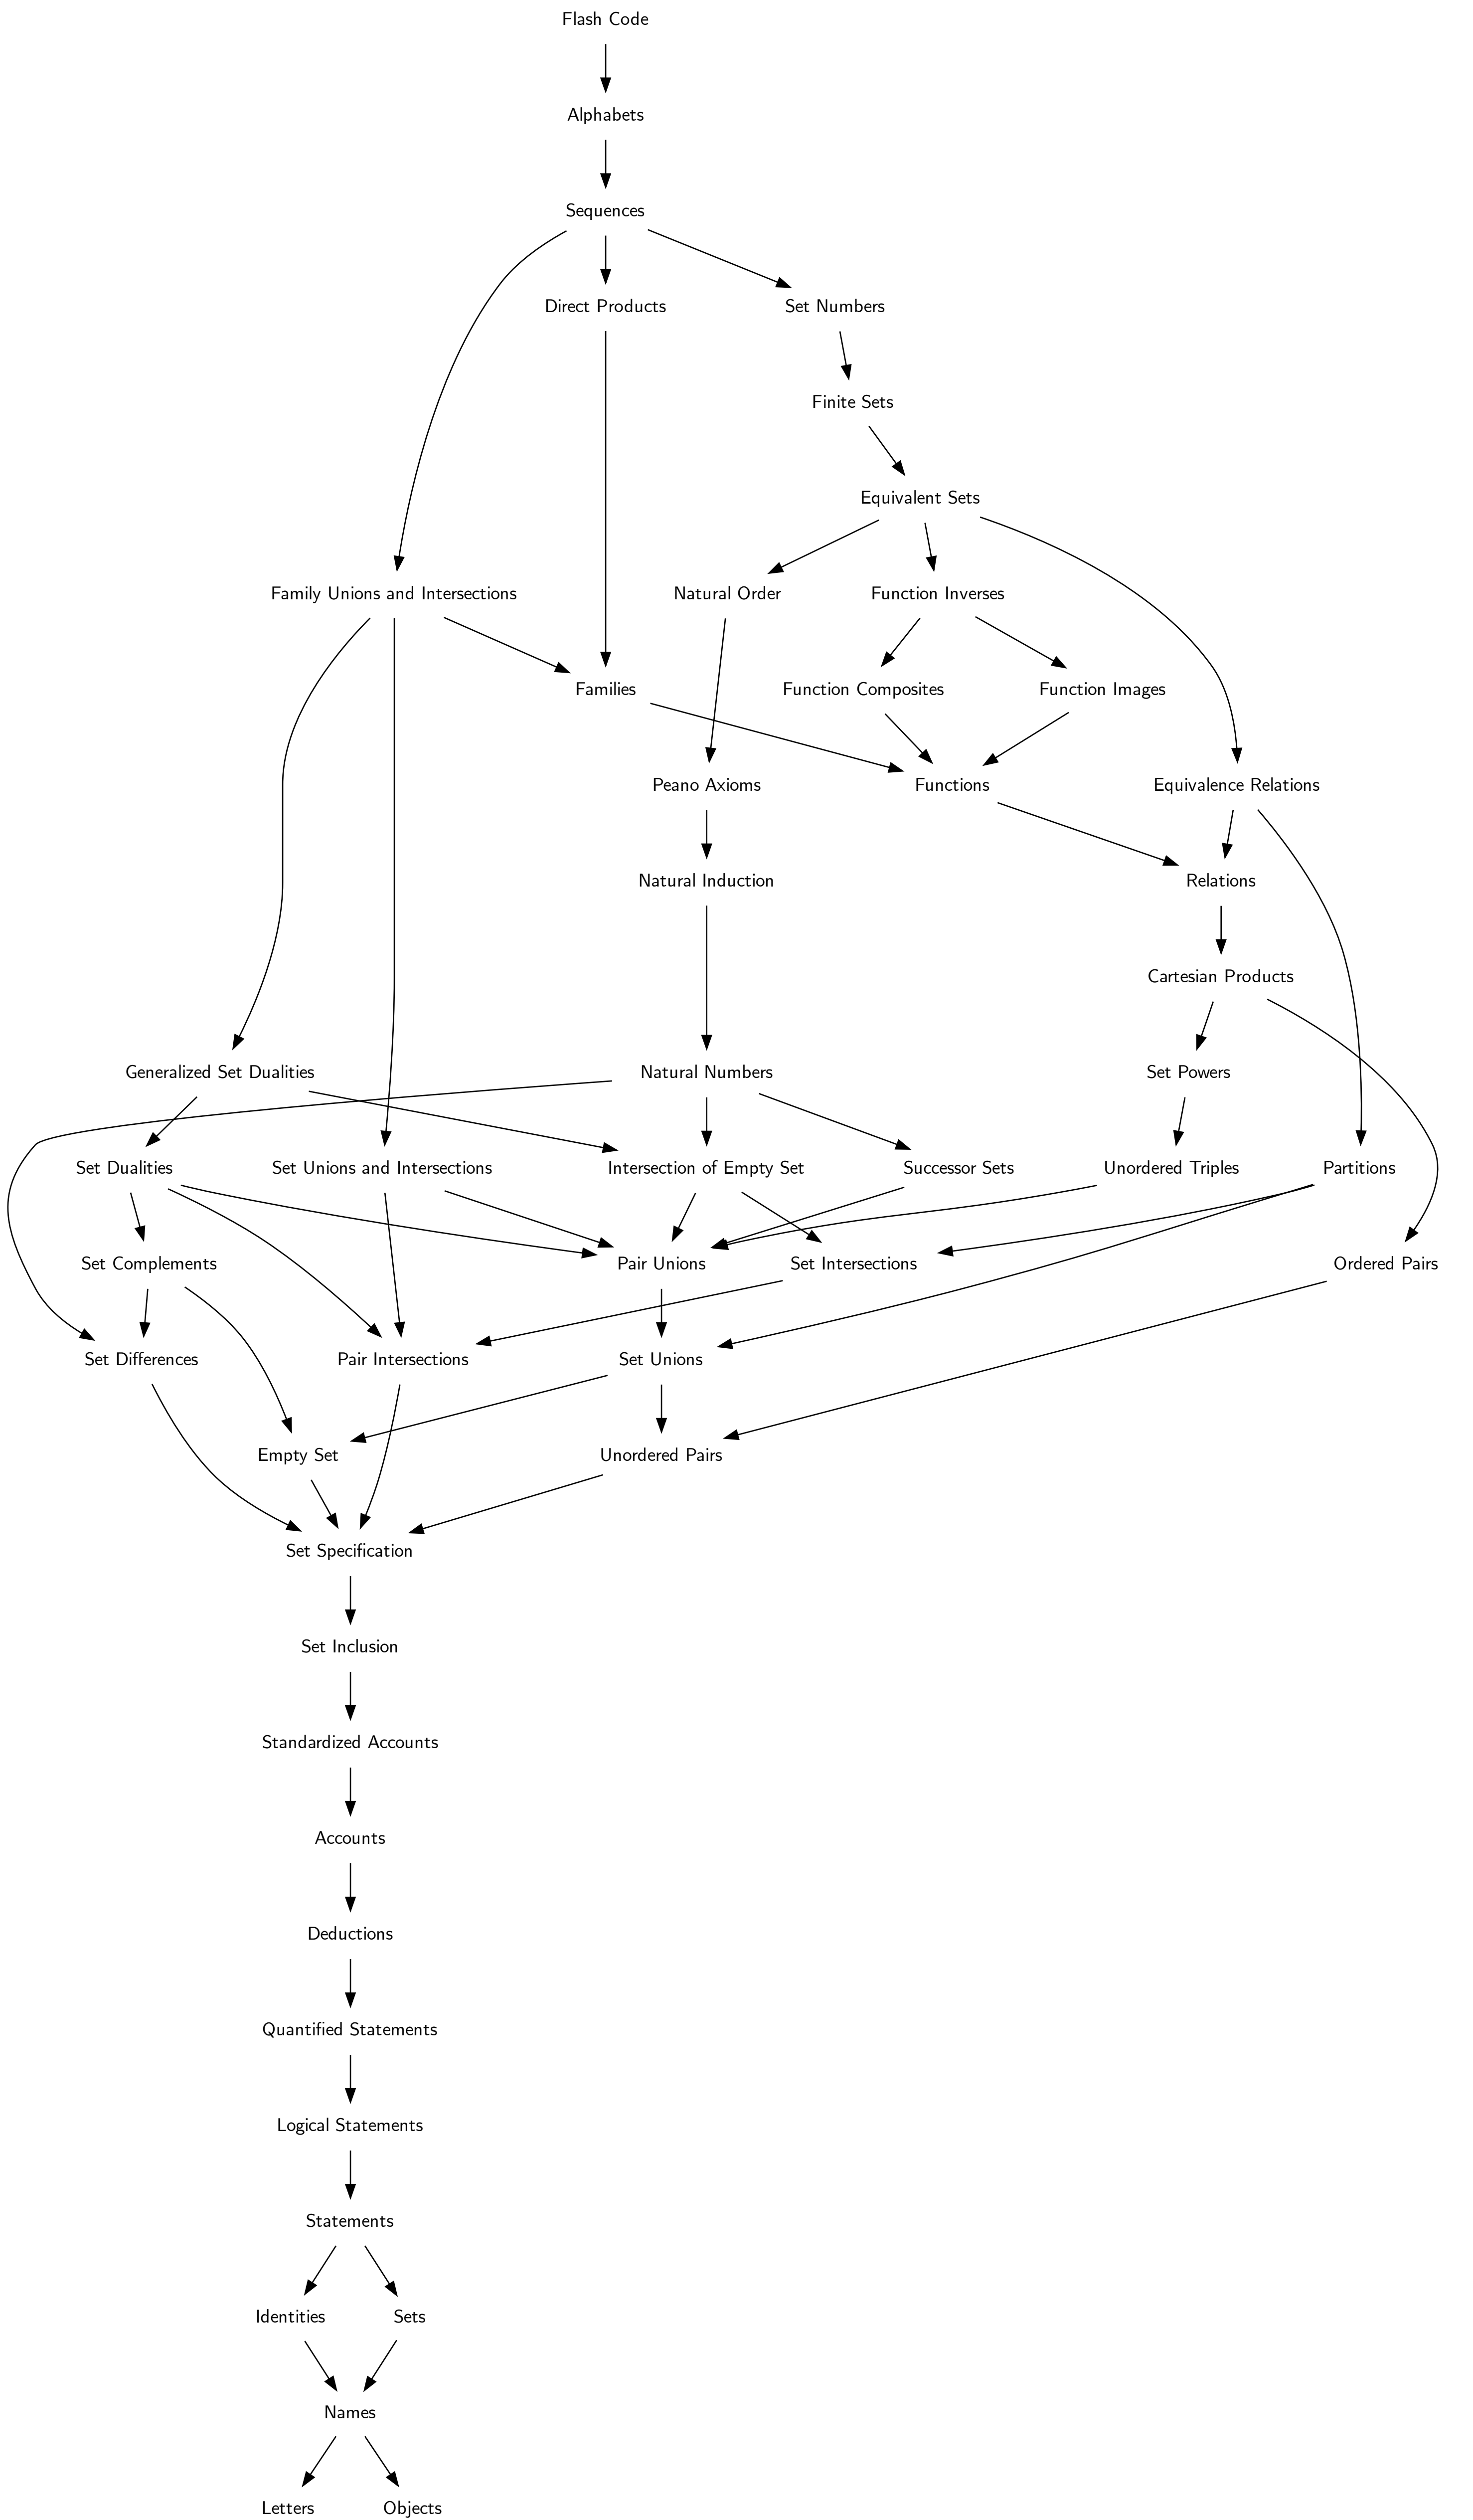 Flash Code
Alphabets
Sequences
Direct Products
Set Numbers
Finite Sets
Equivalent Sets
Family Unions and Intersections
Natural Order
Function Inverses
Families
Function Composites
Function Images
Peano Axioms
Functions
Equivalence Relations
Natural Induction
Relations
Cartesian Products
Generalized Set Dualities
Natural Numbers
Set Powers
Set Dualities
Set Unions and Intersections
Intersection of Empty Set
Successor Sets
Unordered Triples
Partitions
Set Complements
Pair Unions
Set Intersections
Ordered Pairs
Set Differences
Pair Intersections
Set Unions
Empty Set
Unordered Pairs
Set Specification
Set Inclusion
Standardized Accounts
Accounts
Deductions
Quantified Statements
Logical Statements
Statements
Identities
Sets
Names
Letters
Objects